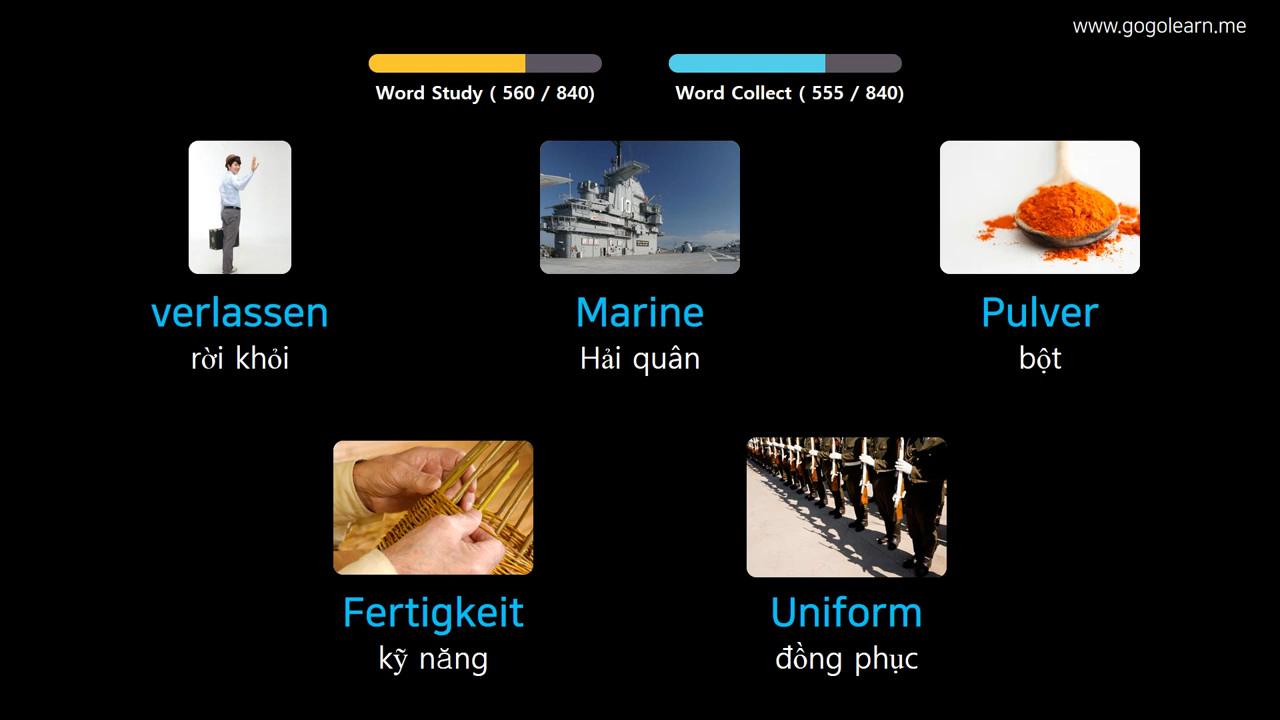 www.gogolearn.me
Word Study ( 560 / 840)
Word Collect ( 555 / 840)
verlassen
rời khỏi
Marine
Hải quân
Pulver
bột
Fertigkeit
kỹ năng
Uniform
đồng phục